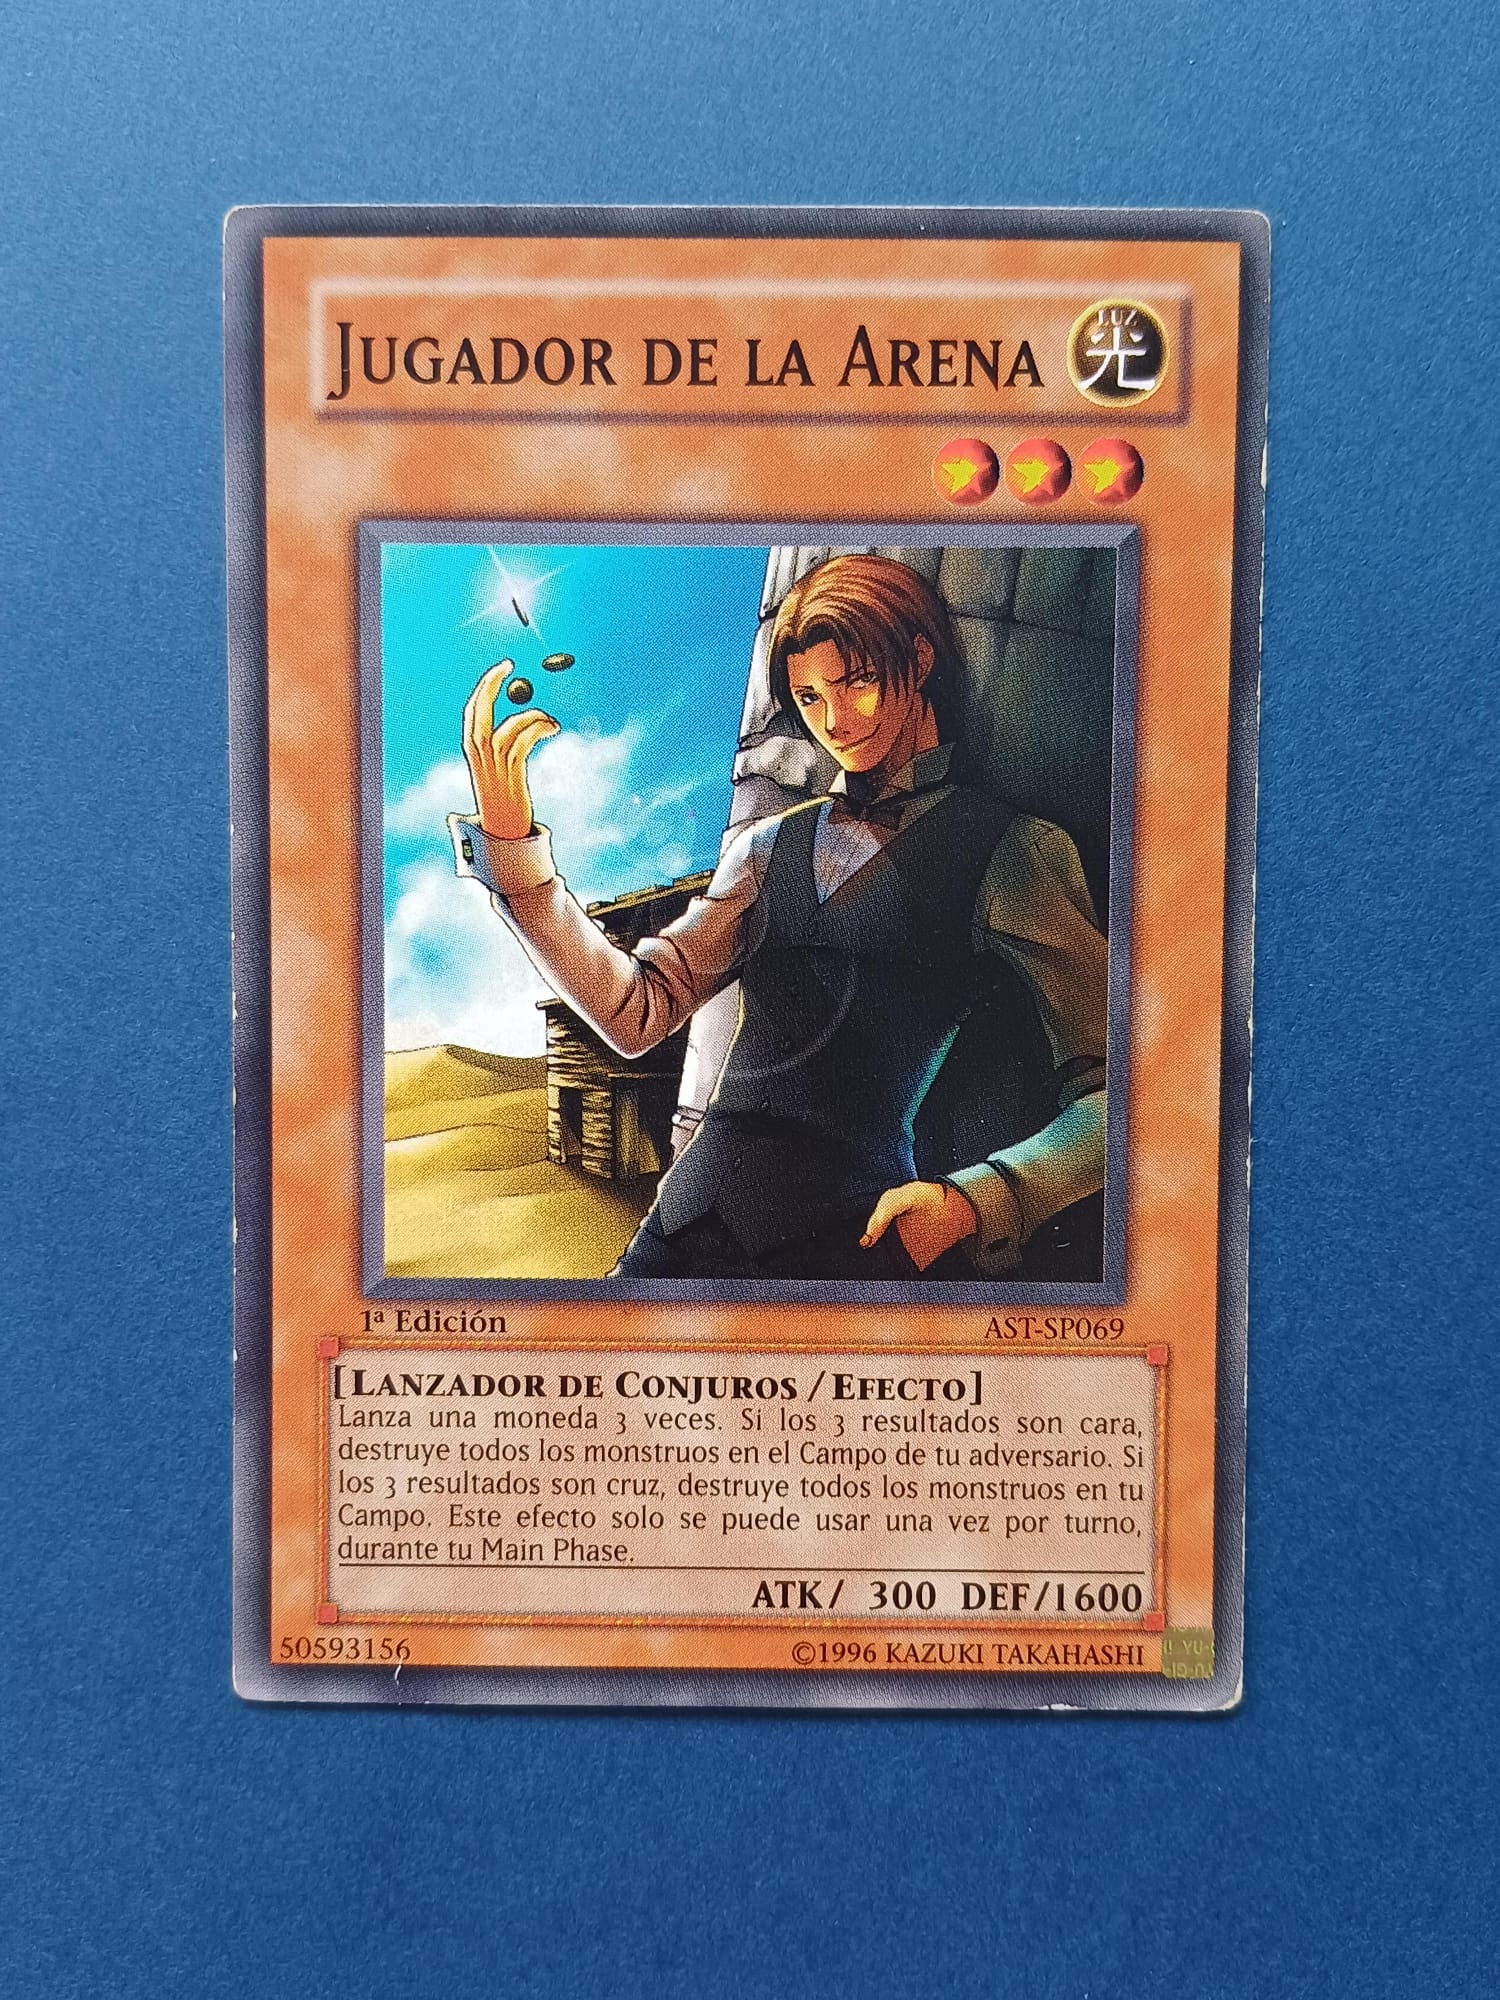 JUGADOR DE LA ARENA
LUZ
光
1ª Edición
AST-SP069
[LANZADOR DE CONJUROS / EFECTO]
Lanza una moneda 3 veces. Si los 3 resultados son cara,
destruye todos los monstruos en el Campo de tu adversario. Si
los 3 resultados son cruz, destruye todos los monstruos en tu
Campo. Este efecto solo se puede usar una vez por turno,
durante tu Main Phase.
ATK/ 300 DEF/1600
50593156
©1996 KAZUKI TAKAHASHI